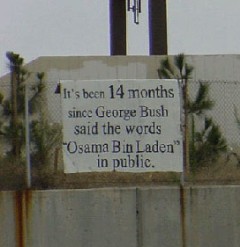 It's been 14 months
since George Bush
said the words
"Osama Bin Laden"
in public.